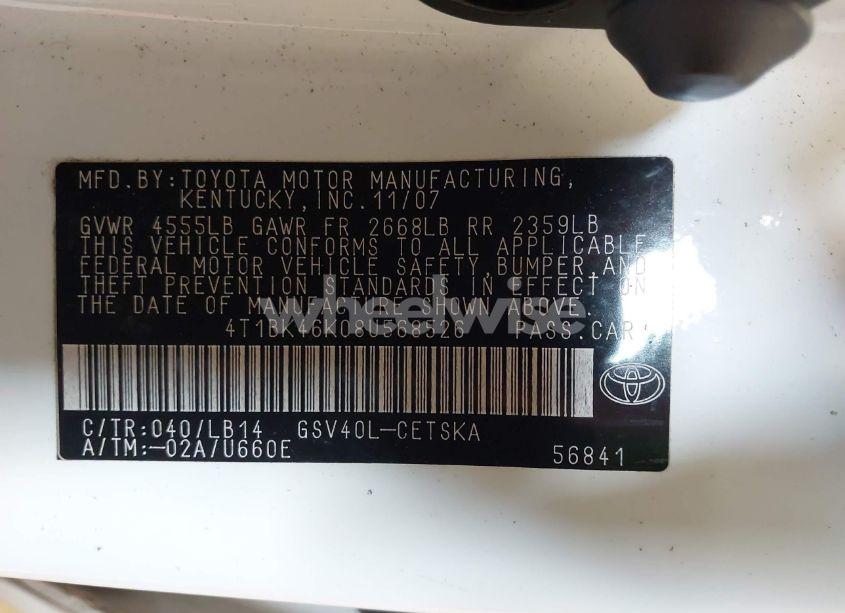 MFD.BY:TOYOTA MOTOR MANUFACTURING,
KENTUCKY,INC.11/07
GVWR 4555LB GAWR FR 2668LB RR 2359LB
THIS VEHICLE CONFORMS TO ALL APPLICABLE
FEDERAL MOTOR VEHICLE SAFETY,BUMPER,AND
THEFT PREVENTION STANDARDS IN EFFECT ON
THE DATE OF MANUFACTURE SHOWN ABOVE.
PASS.CAR
wheelwise
C/TR:040/LB14 GSV40L-CETSKA
A/TM:-02A/U660E 56841